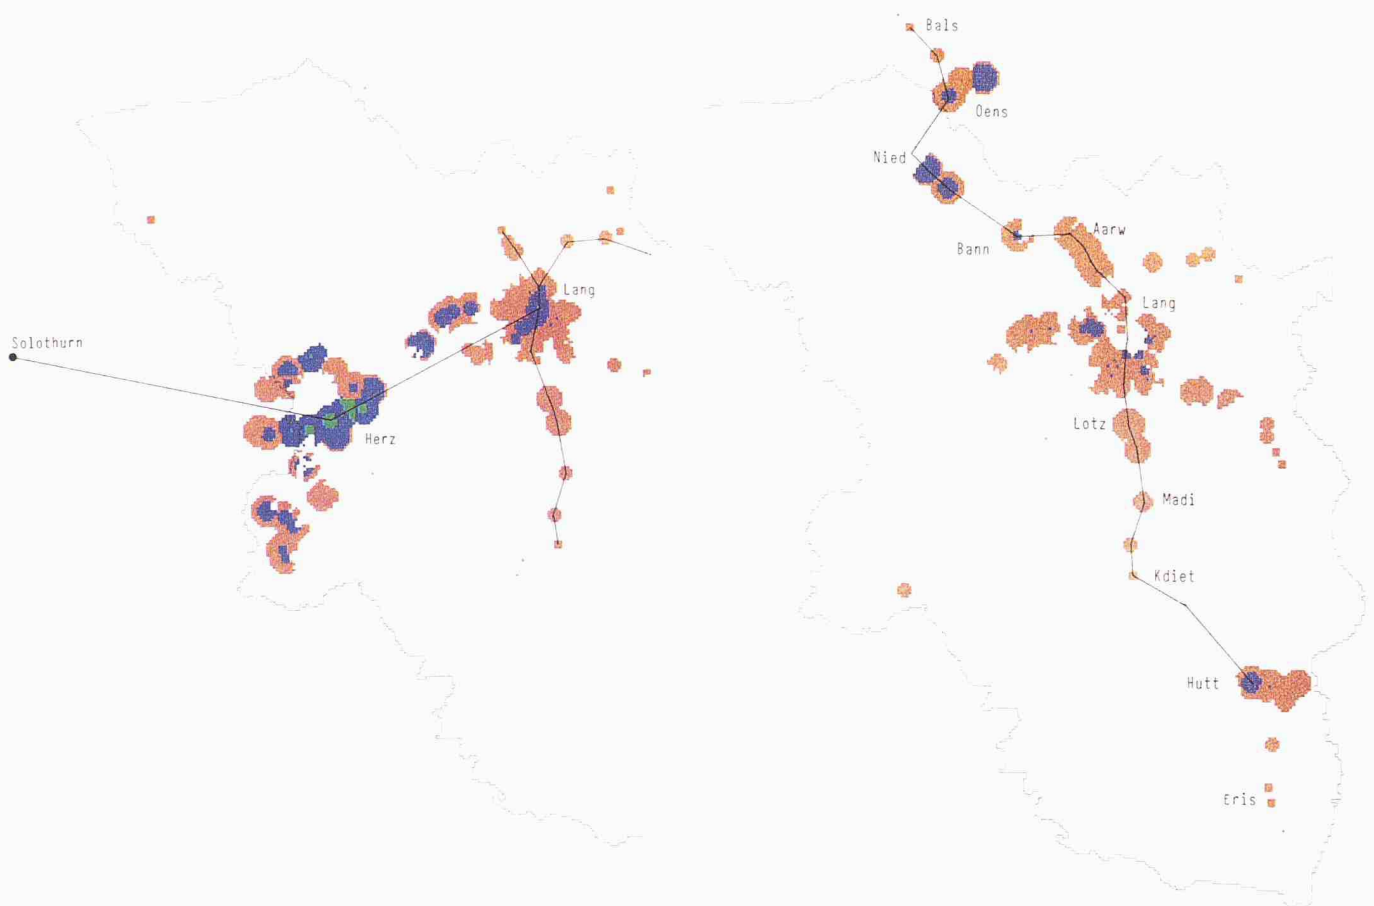 Solothurn
Herz
Lang
Bals
Oens
Nied
Bann
Aarw
Lang
Lotz
Madi
Kdiet
Hutt
Eris